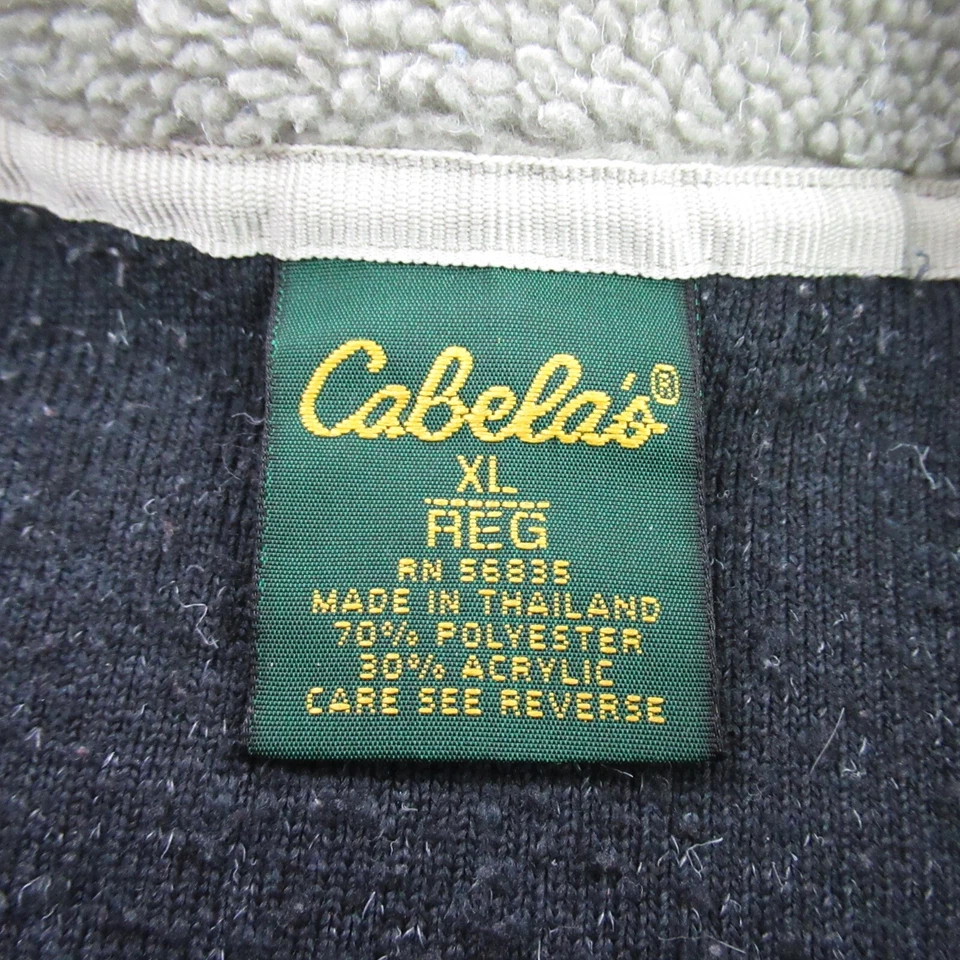 Cabela's®
XL
REG
RN 56835
MADE IN THAILAND
70% POLYESTER
30% ACRYLIC
CARE SEE REVERSE